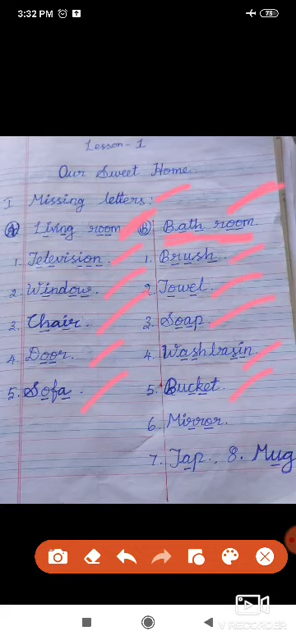 3:32 PM
73
Lesson - 1
Our Sweet Home.
I Missing letters:-
(A) Living room
1. Television
2. Window.
3. Chair.
4. Door.
5. Sofa
(B) Bath room
1. Brush
2. Towel.
3. Soap
4. Washbasin.
5. Bucket.
6. Mirror.
7. Tap. 8. Mug
V RECORDER